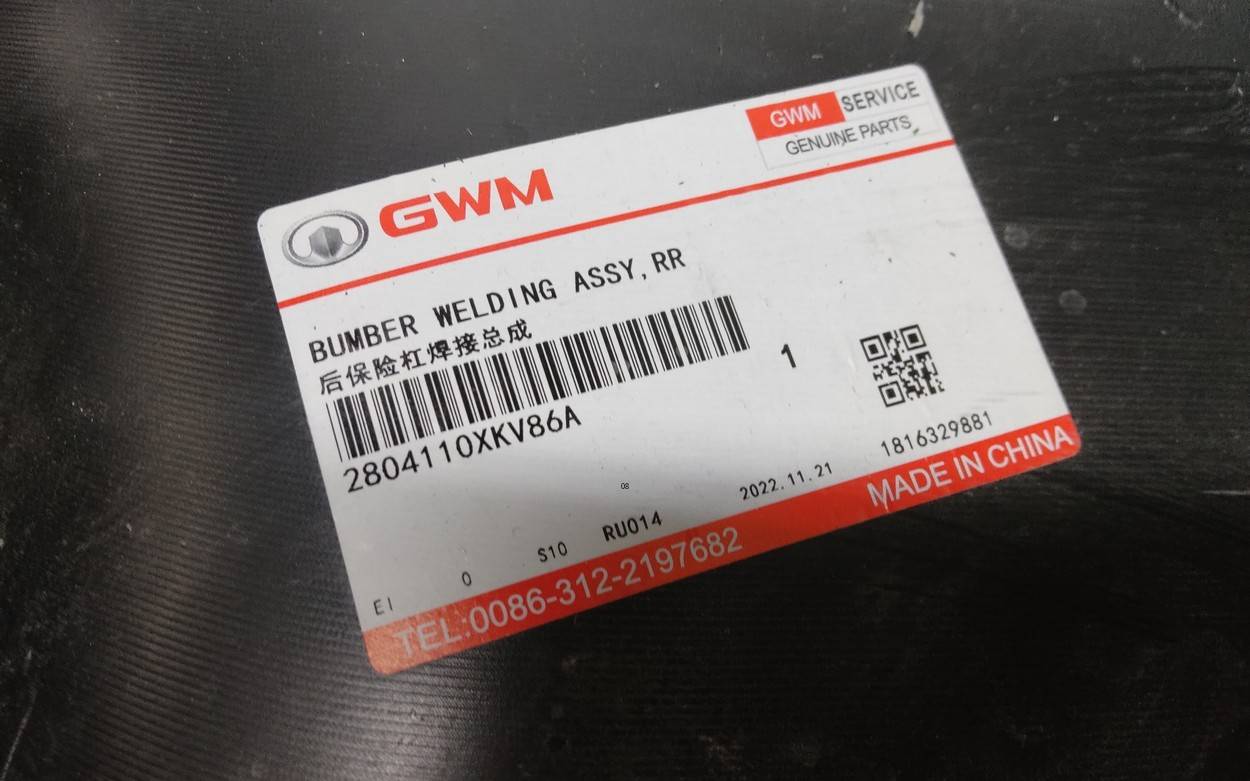 GWM
GWM SERVICE
GENUINE PARTS
BUMBER WELDING ASSY,RR
后保险杠焊接总成
2804110XKV86A
1
1816329881
08
EI 0 S10 RU014 2022.11.21
TEL:0086-312-2197682 MADE IN CHINA